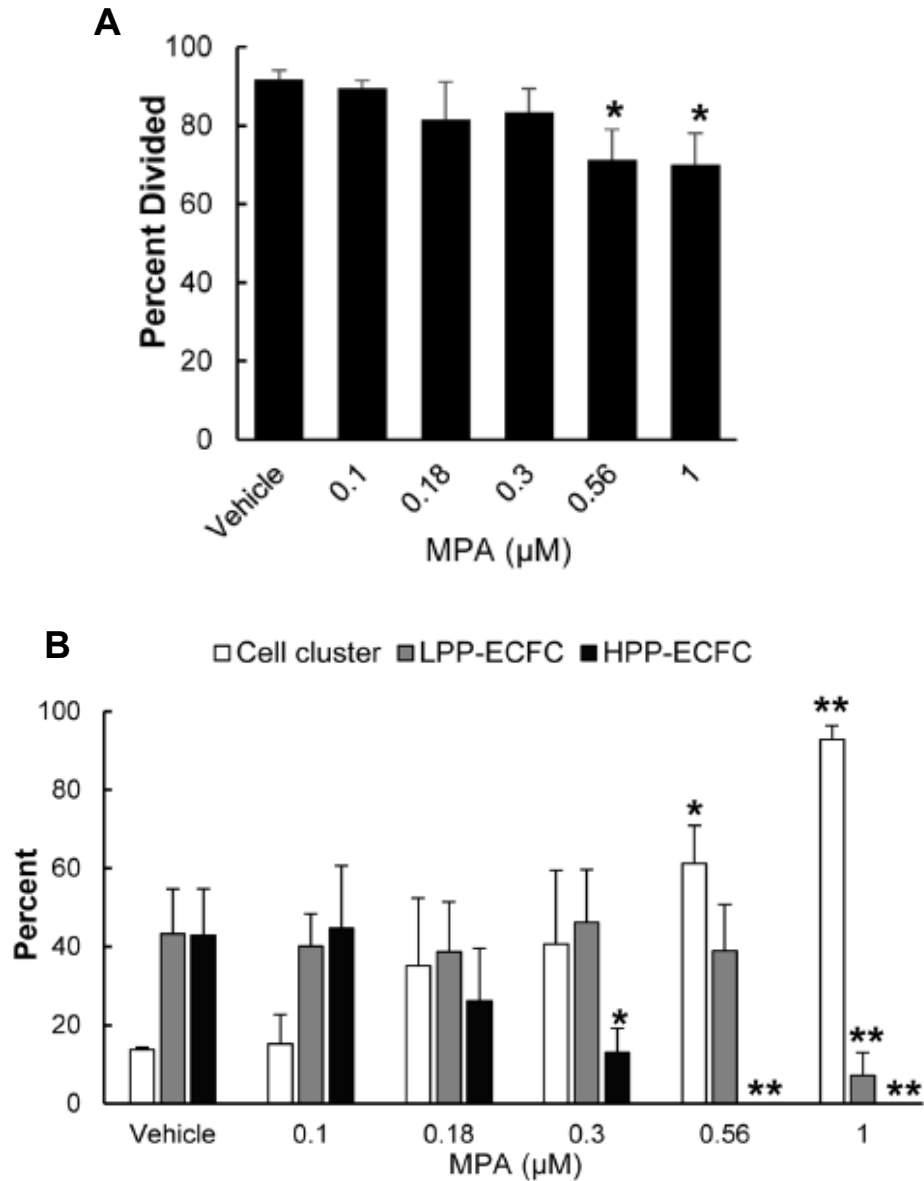 A
100
80
60
40
20
0
Percent Divided
* *
Vehicle 0.1 0.18 0.3 0.56 1
MPA (µM)
B
Cell cluster LPP-ECFC HPP-ECFC
100
80
60
40
20
0
Percent
*
*
**
**
**
**
Vehicle 0.1 0.18 0.3 0.56 1
MPA (µM)